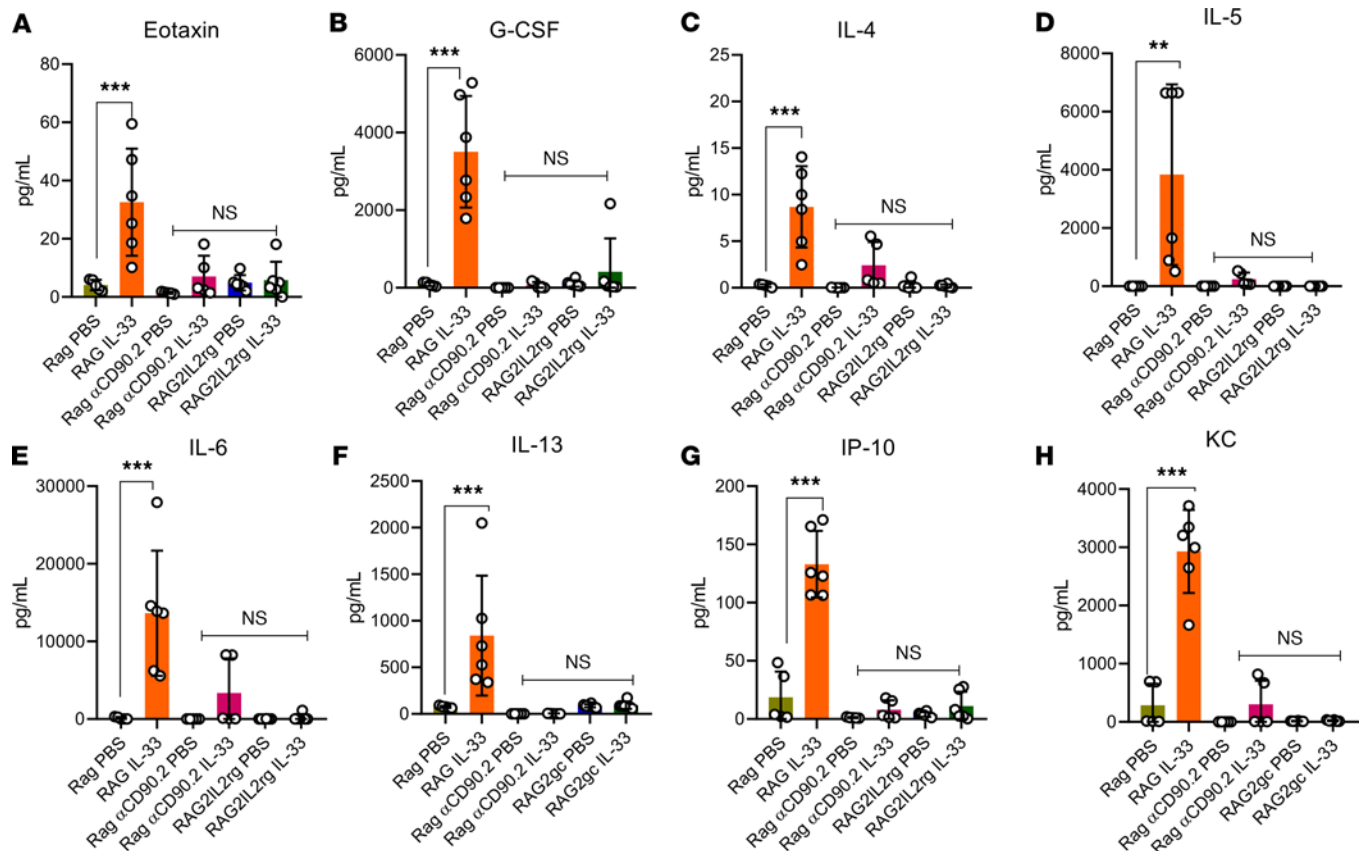 A
Eotaxin
pg/mL
80
60
40
20
0
***
NS
Rag PBS
RAG IL-33
Rag αCD90.2 PBS
Rag αCD90.2 IL-33
RAG2IL2rg PBS
RAG2IL2rg IL-33
B
G-CSF
pg/mL
6000
4000
2000
0
***
NS
Rag PBS
RAG IL-33
Rag αCD90.2 PBS
Rag αCD90.2 IL-33
RAG2IL2rg PBS
RAG2IL2rg IL-33
C
IL-4
pg/mL
25
20
15
10
5
0
***
NS
Rag PBS
RAG IL-33
Rag αCD90.2 PBS
Rag αCD90.2 IL-33
RAG2IL2rg PBS
RAG2IL2rg IL-33
D
IL-5
pg/mL
8000
6000
4000
2000
0
**
NS
Rag PBS
RAG IL-33
Rag αCD90.2 PBS
Rag αCD90.2 IL-33
RAG2IL2rg PBS
RAG2IL2rg IL-33
E
IL-6
pg/mL
30000
20000
10000
0
***
NS
Rag PBS
RAG IL-33
Rag αCD90.2 PBS
Rag αCD90.2 IL-33
RAG2IL2rg PBS
RAG2IL2rg IL-33
F
IL-13
pg/mL
2500
2000
1500
1000
500
0
***
NS
Rag PBS
RAG IL-33
Rag αCD90.2 PBS
Rag αCD90.2 IL-33
RAG2gc PBS
RAG2gc IL-33
G
IP-10
pg/mL
200
150
100
50
0
***
NS
Rag PBS
RAG IL-33
Rag αCD90.2 PBS
Rag αCD90.2 IL-33
RAG2IL2rg PBS
RAG2IL2rg IL-33
H
KC
pg/mL
4000
3000
2000
1000
0
***
NS
Rag PBS
RAG IL-33
Rag αCD90.2 PBS
Rag αCD90.2 IL-33
RAG2gc PBS
RAG2gc IL-33